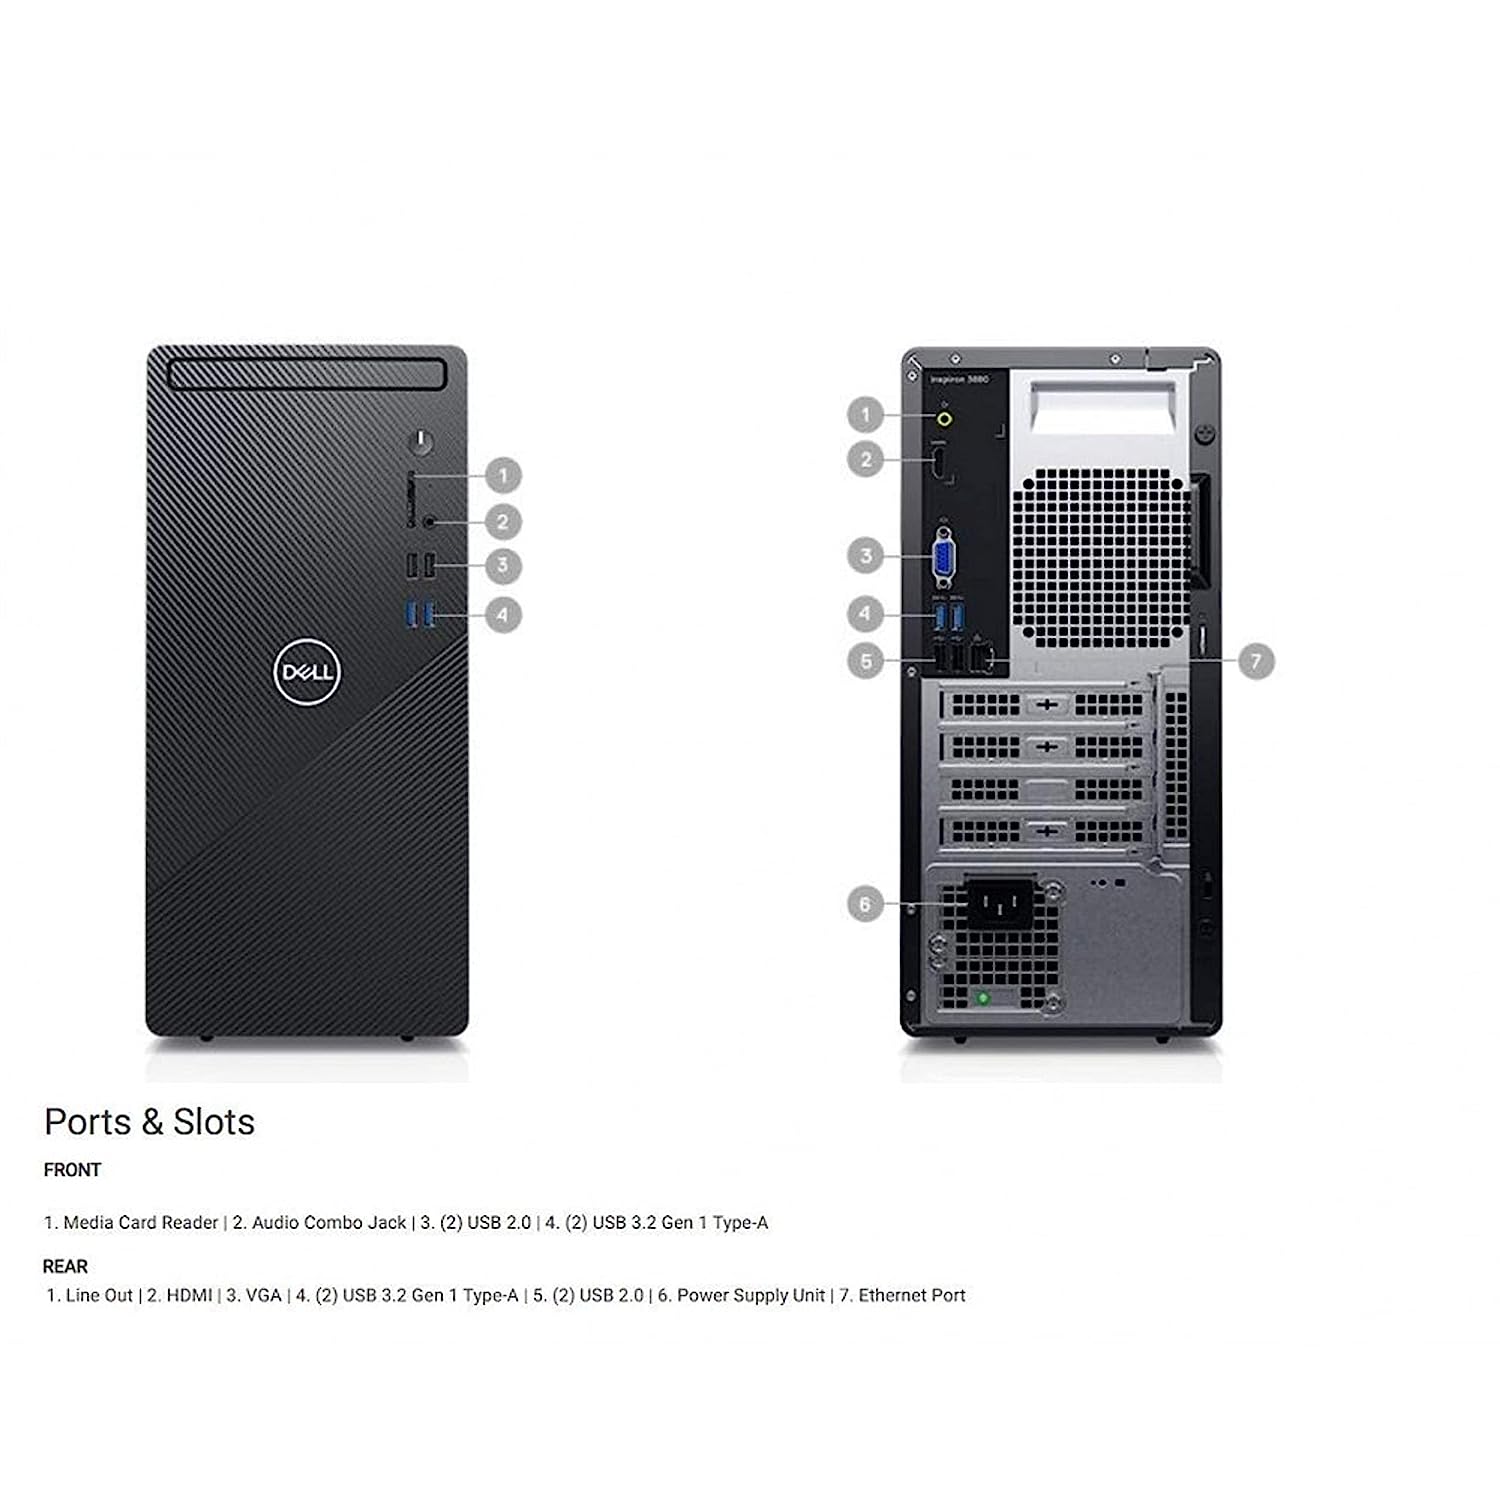 Inspiron 3880
1
2
3
4
DELL
1
2
3
4
5
7
6
Ports & Slots
FRONT
1. Media Card Reader | 2. Audio Combo Jack | 3. (2) USB 2.0 | 4. (2) USB 3.2 Gen 1 Type-A
REAR
1. Line Out | 2. HDMI | 3. VGA | 4. (2) USB 3.2 Gen 1 Type-A | 5. (2) USB 2.0 | 6. Power Supply Unit | 7. Ethernet Port